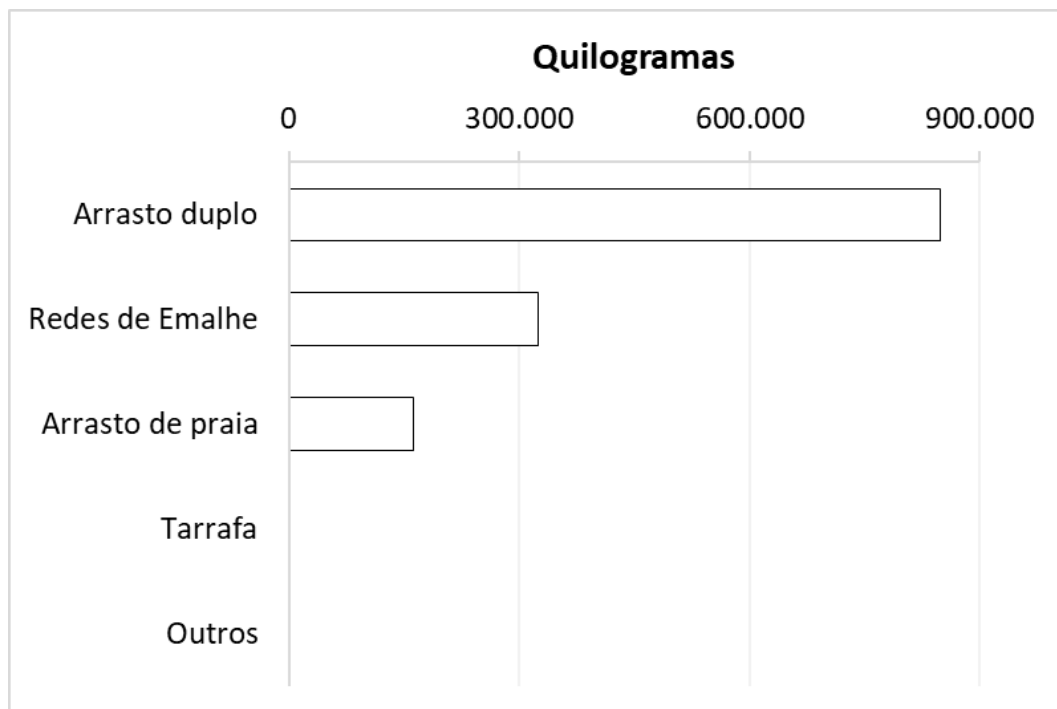 Quilogramas
0 300.000 600.000 900.000
Arrasto duplo
Redes de Emalhe
Arrasto de praia
Tarrafa
Outros